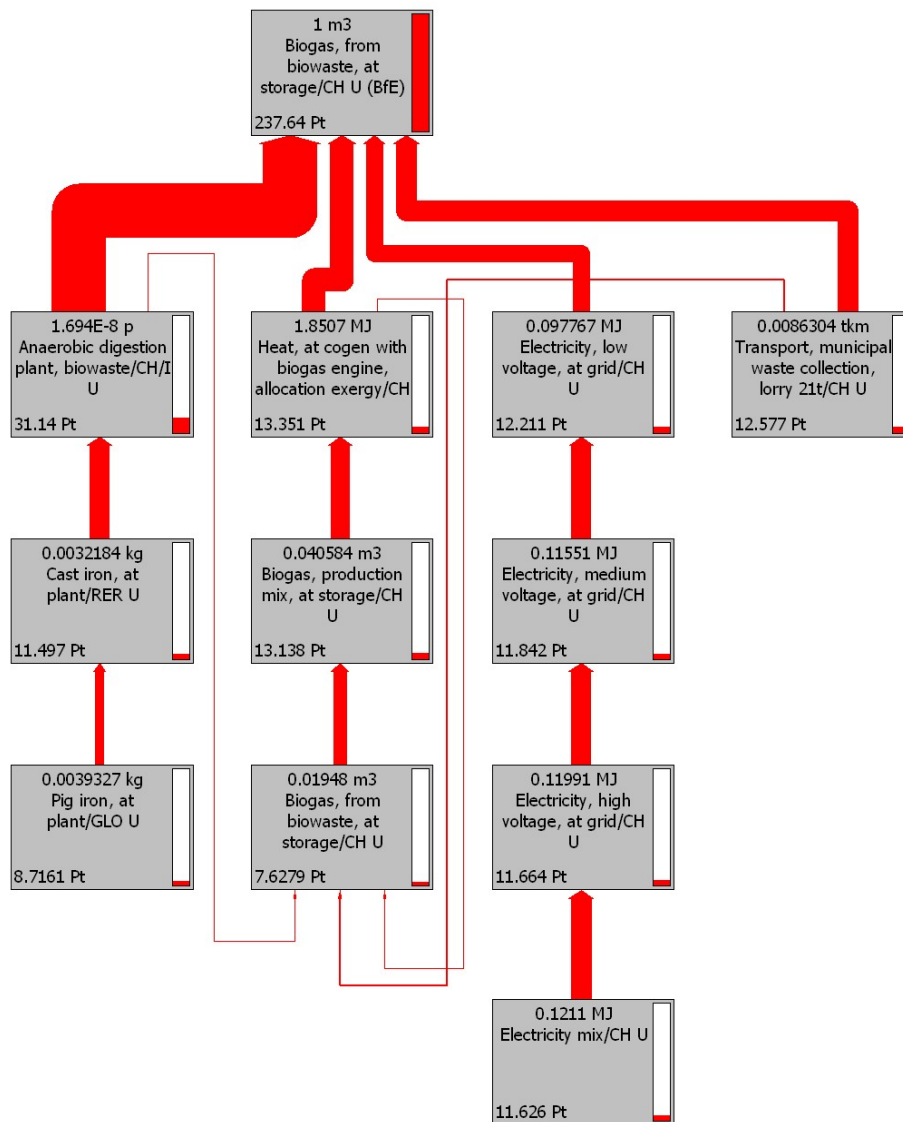 1 m3
Biogas, from
biowaste, at
storage/CH U (BfE)
237.64 Pt
1.694E-8 p
Anaerobic digestion
plant, biowaste/CH/I
U
31.14 Pt
1.8507 MJ
Heat, at cogen with
biogas engine,
allocation exergy/CH
13.351 Pt
0.097767 MJ
Electricity, low
voltage, at grid/CH
U
12.211 Pt
0.0086304 tkm
Transport, municipal
waste collection,
lorry 21t/CH U
12.577 Pt
0.0032184 kg
Cast iron, at
plant/RER U
11.497 Pt
0.040584 m3
Biogas, production
mix, at storage/CH
U
13.138 Pt
0.11551 MJ
Electricity, medium
voltage, at grid/CH
U
11.842 Pt
0.0039327 kg
Pig iron, at
plant/GLO U
8.7161 Pt
0.01948 m3
Biogas, from
biowaste, at
storage/CH U
7.6279 Pt
0.11991 MJ
Electricity, high
voltage, at grid/CH
U
11.664 Pt
0.1211 MJ
Electricity mix/CH U
11.626 Pt